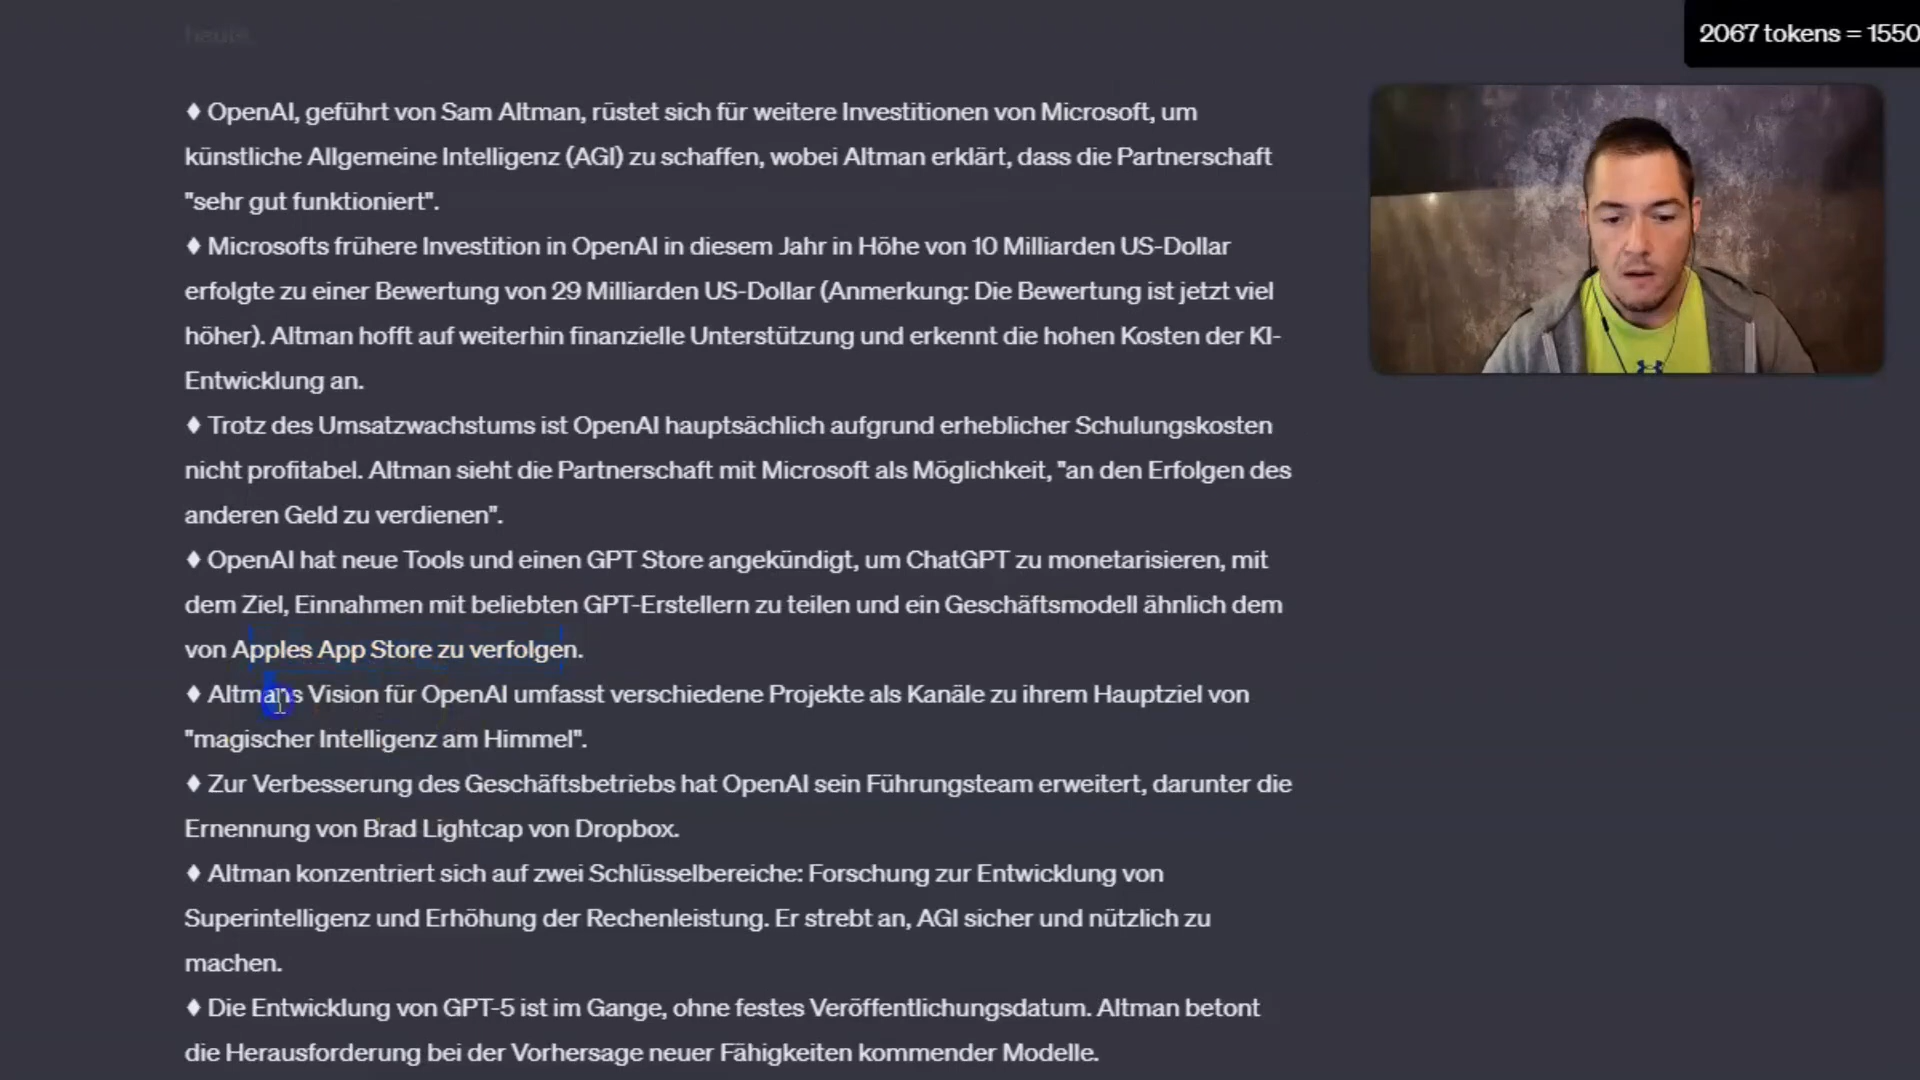 heute.
2067 tokens = 1550
♦ OpenAI, geführt von Sam Altman, rüstet sich für weitere Investitionen von Microsoft, um
künstliche Allgemeine Intelligenz (AGI) zu schaffen, wobei Altman erklärt, dass die Partnerschaft
"sehr gut funktioniert".
♦ Microsofts frühere Investition in OpenAI in diesem Jahr in Höhe von 10 Milliarden US-Dollar
erfolgte zu einer Bewertung von 29 Milliarden US-Dollar (Anmerkung: Die Bewertung ist jetzt viel
höher). Altman hofft auf weiterhin finanzielle Unterstützung und erkennt die hohen Kosten der KI-
Entwicklung an.
♦ Trotz des Umsatzwachstums ist OpenAI hauptsächlich aufgrund erheblicher Schulungskosten
nicht profitabel. Altman sieht die Partnerschaft mit Microsoft als Möglichkeit, "an den Erfolgen des
anderen Geld zu verdienen".
♦ OpenAI hat neue Tools und einen GPT Store angekündigt, um ChatGPT zu monetarisieren, mit
dem Ziel, Einnahmen mit beliebten GPT-Erstellern zu teilen und ein Geschäftsmodell ähnlich dem
von Apples App Store zu verfolgen.
♦ Altmans Vision für OpenAI umfasst verschiedene Projekte als Kanäle zu ihrem Hauptziel von
"magischer Intelligenz am Himmel".
♦ Zur Verbesserung des Geschäftsbetriebs hat OpenAI sein Führungsteam erweitert, darunter die
Ernennung von Brad Lightcap von Dropbox.
♦ Altman konzentriert sich auf zwei Schlüsselbereiche: Forschung zur Entwicklung von
Superintelligenz und Erhöhung der Rechenleistung. Er strebt an, AGI sicher und nützlich zu
machen.
♦ Die Entwicklung von GPT-5 ist im Gange, ohne festes Veröffentlichungsdatum. Altman betont
die Herausforderung bei der Vorhersage neuer Fähigkeiten kommender Modelle.